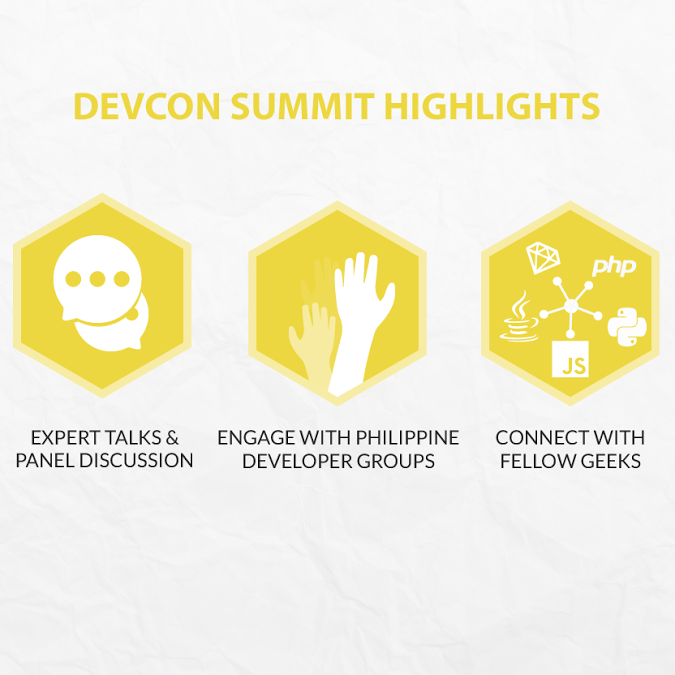 DEVCON SUMMIT HIGHLIGHTS
php
JS
EXPERT TALKS &
PANEL DISCUSSION
ENGAGE WITH PHILIPPINE
DEVELOPER GROUPS
CONNECT WITH
FELLOW GEEKS